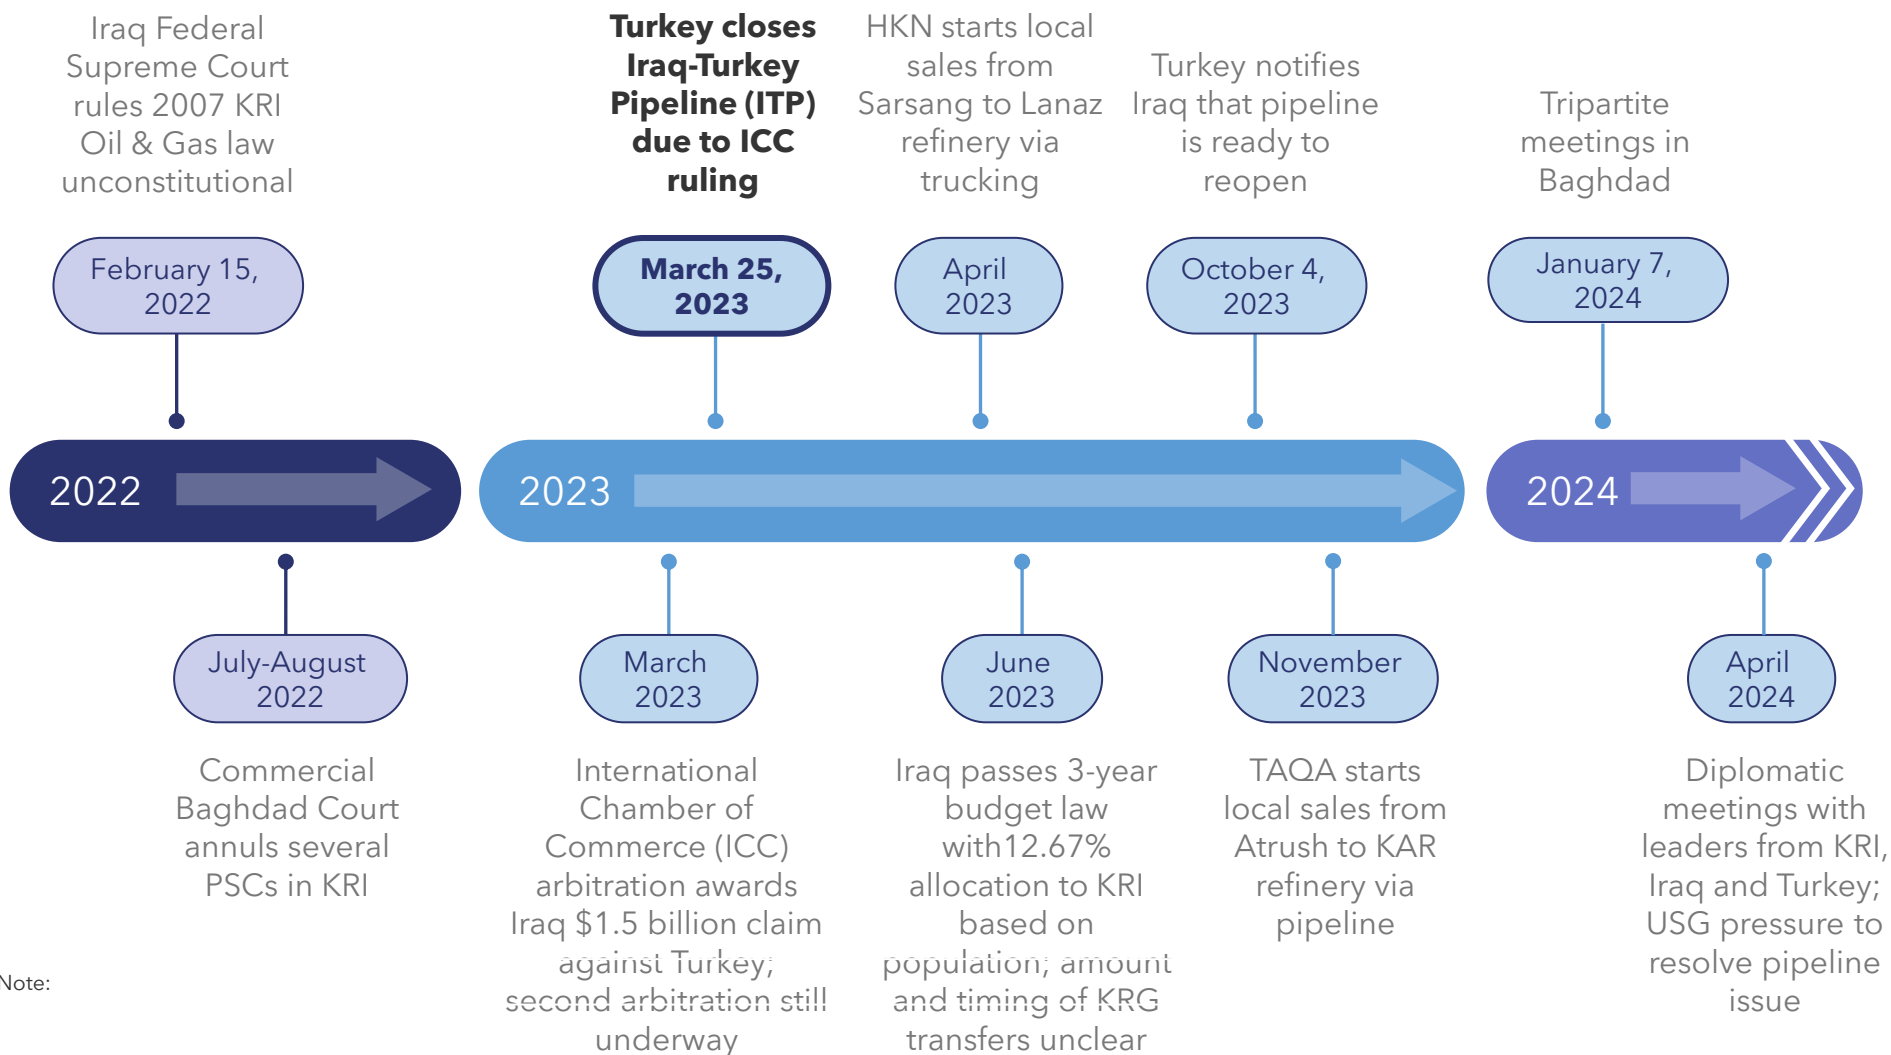 Iraq Federal
Supreme Court
rules 2007 KRI
Oil & Gas law
unconstitutional
Turkey closes
Iraq-Turkey
Pipeline (ITP)
due to ICC
ruling
HKN starts local
sales from
Sarsang to Lanaz
refinery via
trucking
Turkey notifies
Iraq that pipeline
is ready to
reopen
Tripartite
meetings in
Baghdad
February 15,
2022
March 25,
2023
April
2023
October 4,
2023
January 7,
2024
2022
2023
2024
July-August
2022
March
2023
June
2023
November
2023
April
2024
Commercial
Baghdad Court
annuls several
PSCs in KRI
International
Chamber of
Commerce (ICC)
arbitration awards
Iraq $1.5 billion claim
against Turkey;
second arbitration still
underway
Iraq passes 3-year
budget law
with12.67%
allocation to KRI
based on
population; amount
and timing of KRG
transfers unclear
TAQA starts
local sales from
Atrush to KAR
refinery via
pipeline
Diplomatic
meetings with
leaders from KRI,
Iraq and Turkey;
USG pressure to
resolve pipeline
issue
Note: